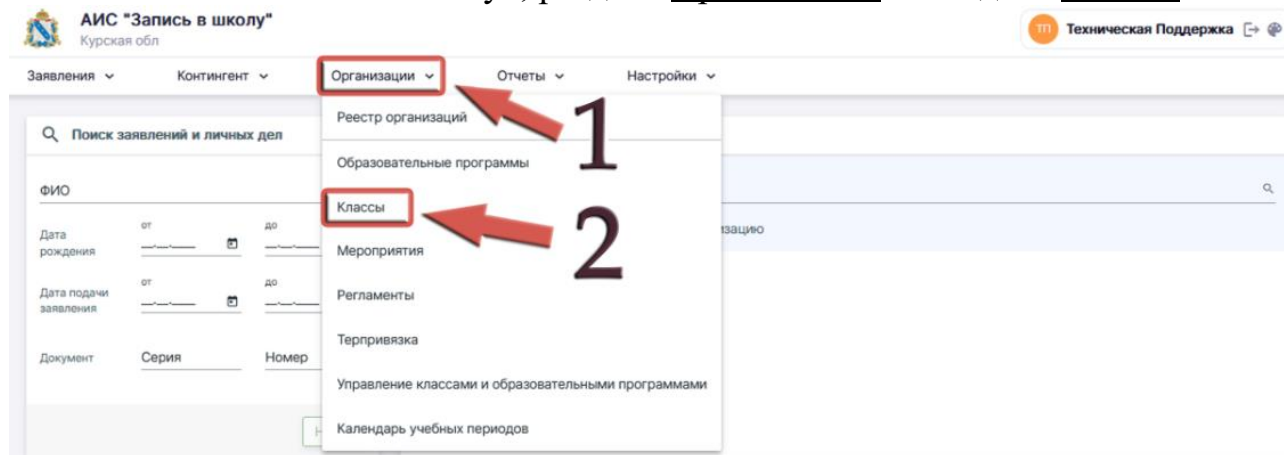 АИС "Запись в школу"
Курская обл
ТП Техническая Поддержка
Заявления Контингент Организации Отчеты Настройки
Реестр организаций
1
Поиск заявлений и личных дел
Образовательные программы
ФИО
Классы
2
Дата рождения
от
до
Мероприятия
Дата подачи заявления
от
до
Регламенты
Терпривязка
Документ Серия Номер
Управление классами и образовательными программами
Календарь учебных периодов